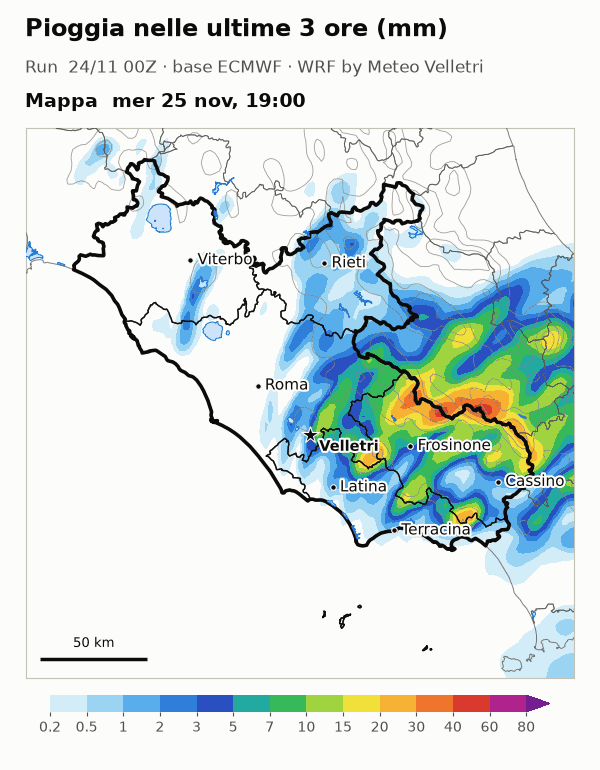 Pioggia nelle ultime 3 ore (mm)
Run  24/11 00Z · base ECMWF · WRF by Meteo Velletri
Mappa  mer 25 nov, 19:00
Viterbo
Rieti
Roma
Velletri
Frosinone
Latina
Cassino
Terracina
50 km
0.2 0.5 1 2 3 5 7 10 15 20 30 40 60 80